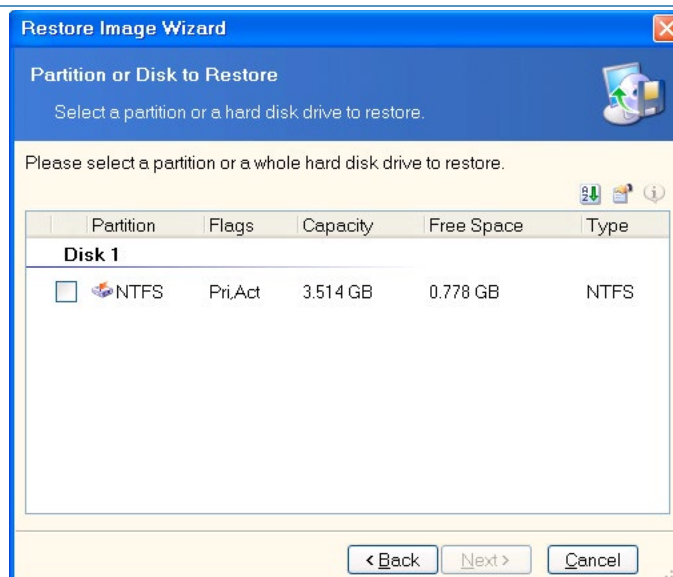 Restore Image Wizard
Partition or Disk to Restore
Select a partition or a hard disk drive to restore.
Please select a partition or a whole hard disk drive to restore.
Partition Flags Capacity Free Space Type
Disk 1
NTFS Pri,Act 3.514 GB 0.778 GB NTFS
< Back Next > Cancel